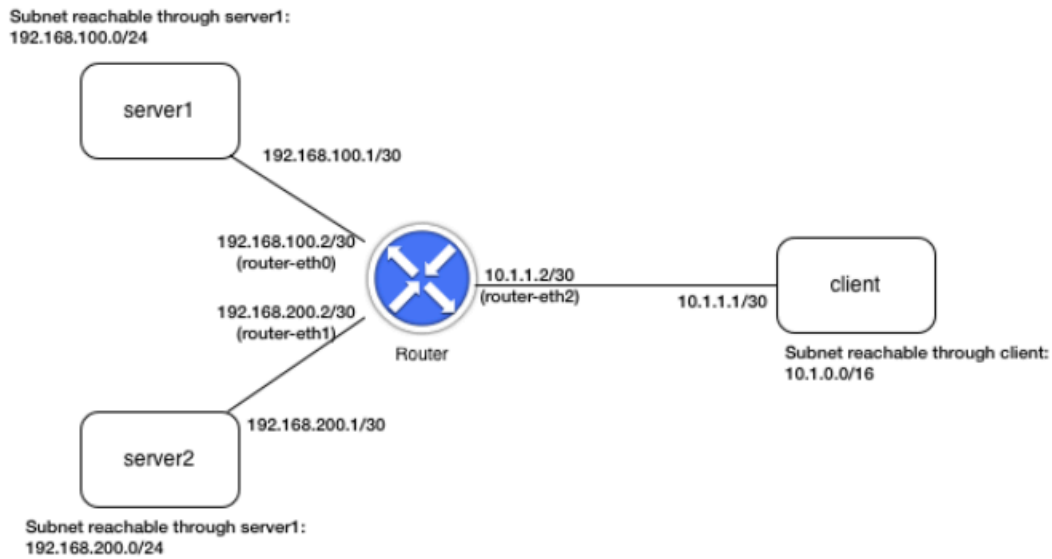 Subnet reachable through server1:
192.168.100.0/24
server1
192.168.100.1/30
192.168.100.2/30
(router-eth0)
10.1.1.2/30
(router-eth2)
10.1.1.1/30
client
192.168.200.2/30
(router-eth1)
Router
Subnet reachable through client:
10.1.0.0/16
192.168.200.1/30
server2
Subnet reachable through server1:
192.168.200.0/24